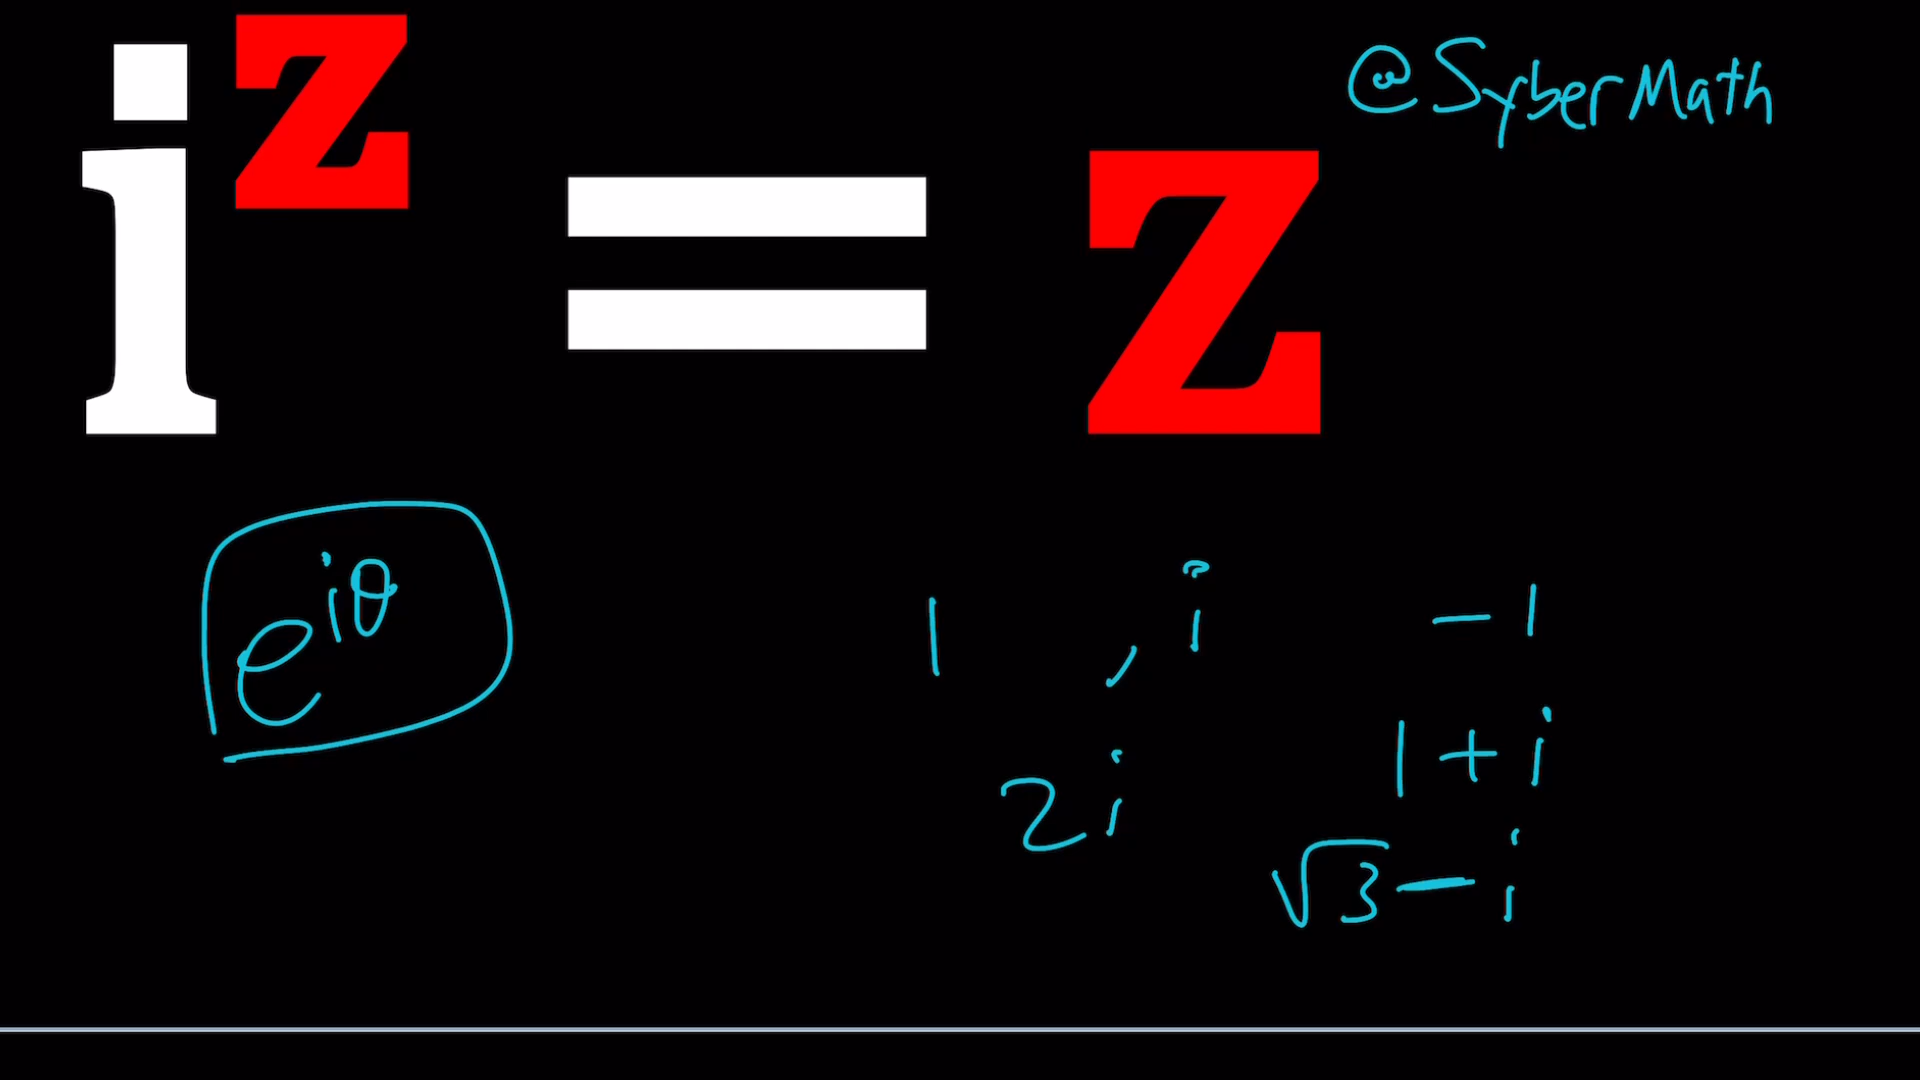 i^z = z
@SyberMath
e^{iθ}
1 , i -1
2i 1+i
√3-i